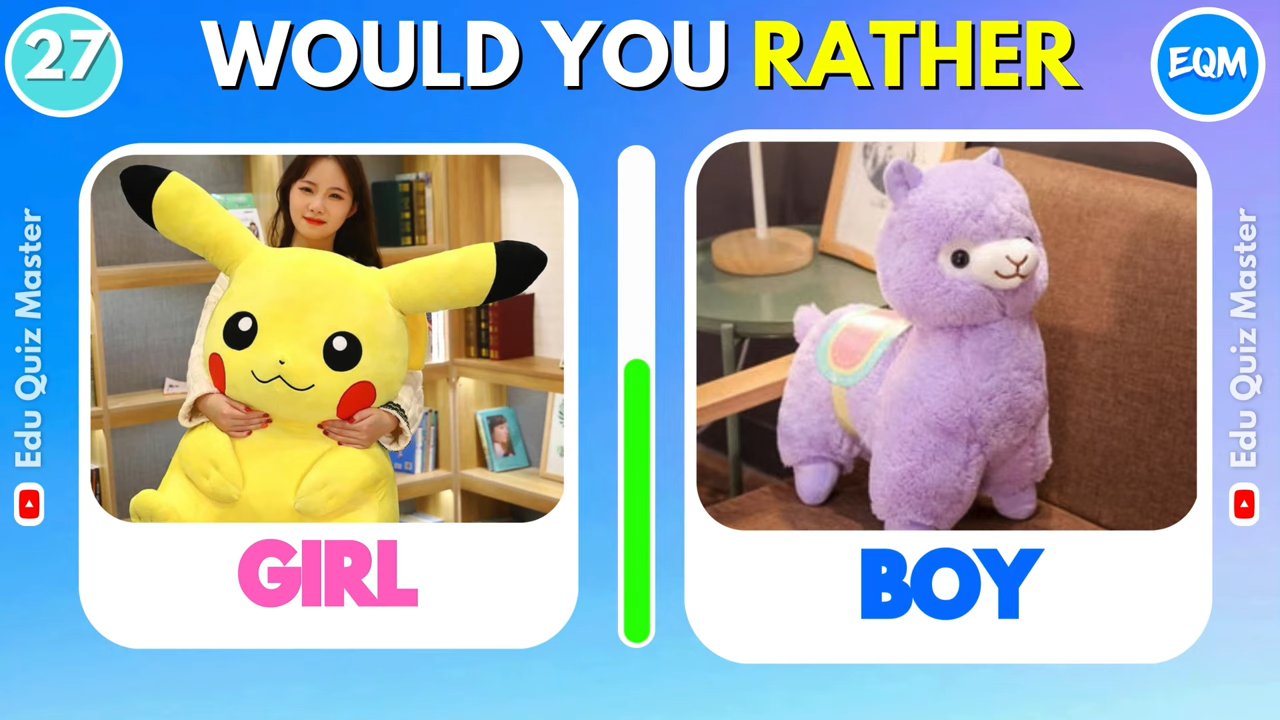 27
WOULD YOU RATHER
EQM
Edu Quiz Master
GIRL
BOY
Edu Quiz Master